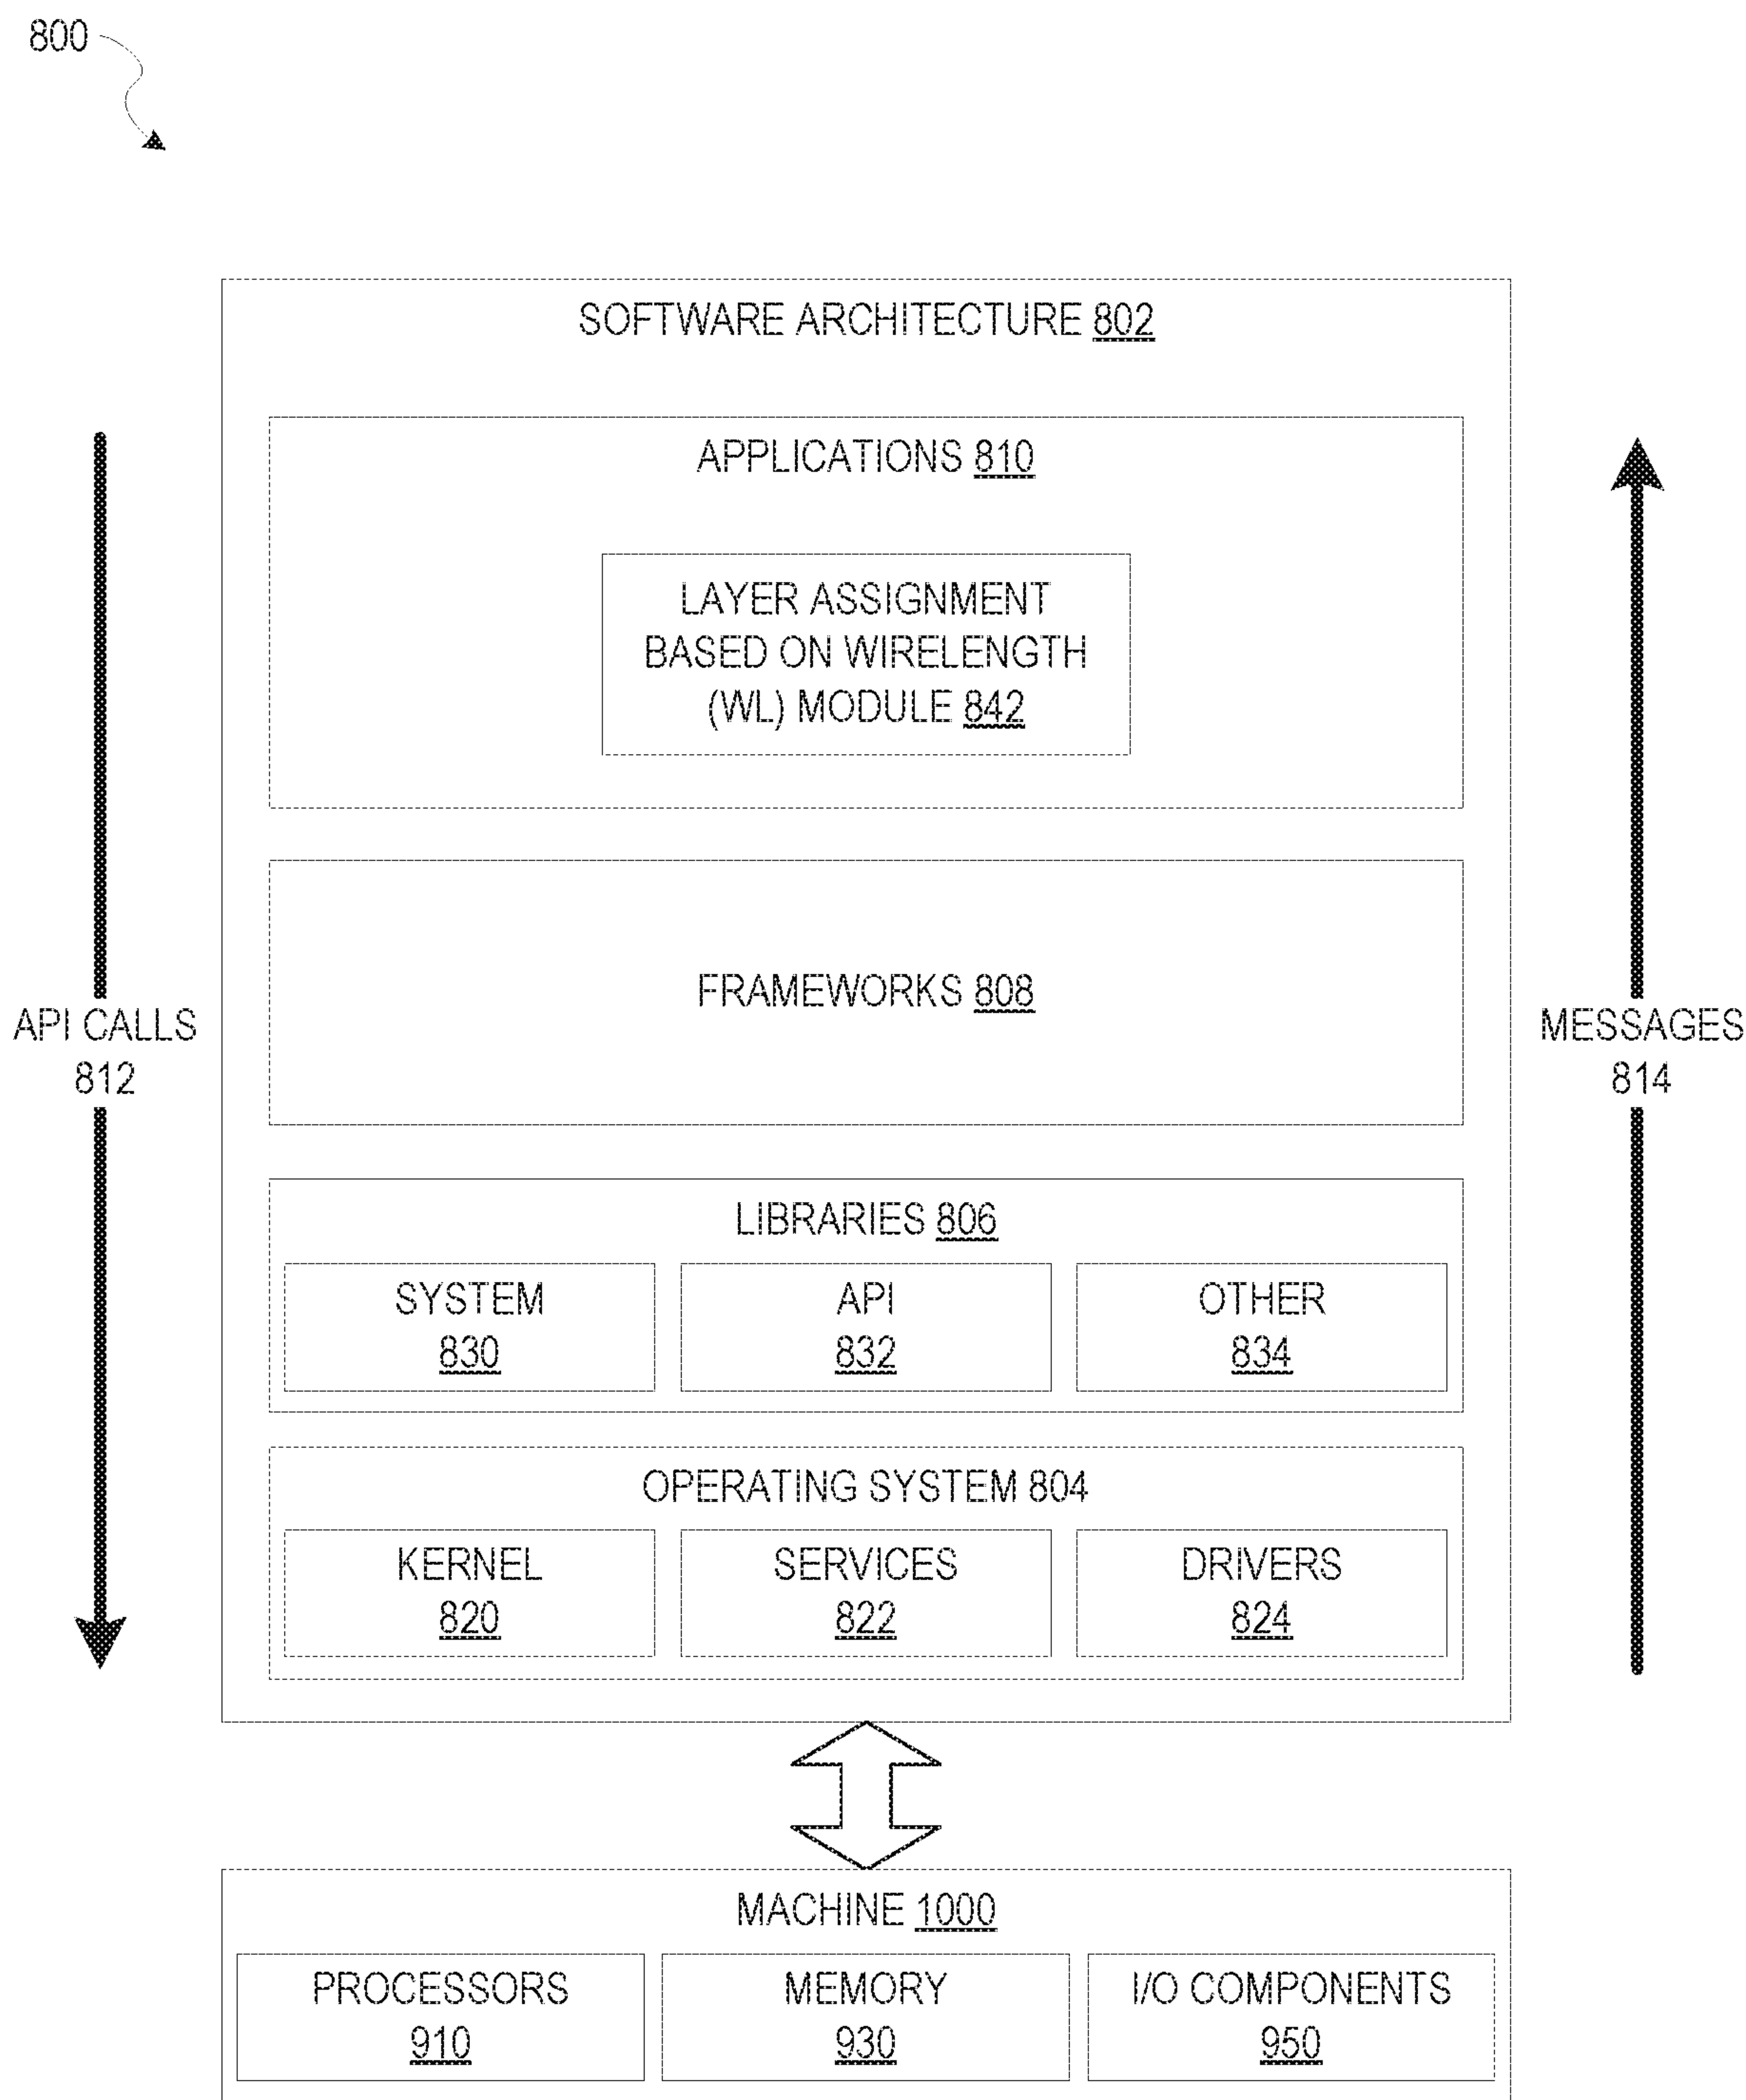 800
SOFTWARE ARCHITECTURE 802
APPLICATIONS 810
LAYER ASSIGNMENT
BASED ON WIRELENGTH
(WL) MODULE 842
FRAMEWORKS 808
API CALLS
812
MESSAGES
814
LIBRARIES 806
SYSTEM
830
API
832
OTHER
834
OPERATING SYSTEM 804
KERNEL
820
SERVICES
822
DRIVERS
824
MACHINE 1000
PROCESSORS
910
MEMORY
930
I/O COMPONENTS
950